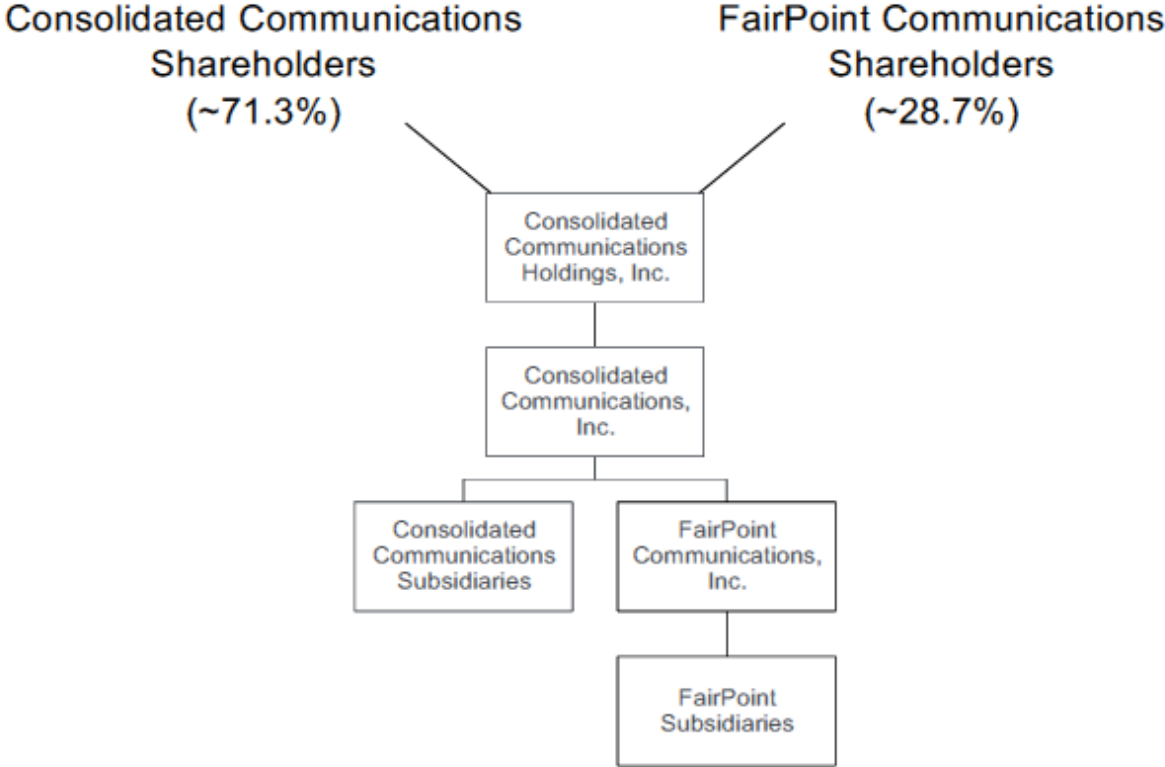 Consolidated Communications
Shareholders
(~71.3%)
FairPoint Communications
Shareholders
(~28.7%)
Consolidated
Communications
Holdings, Inc.
Consolidated
Communications,
Inc.
Consolidated
Communications
Subsidiaries
FairPoint
Communications,
Inc.
FairPoint
Subsidiaries